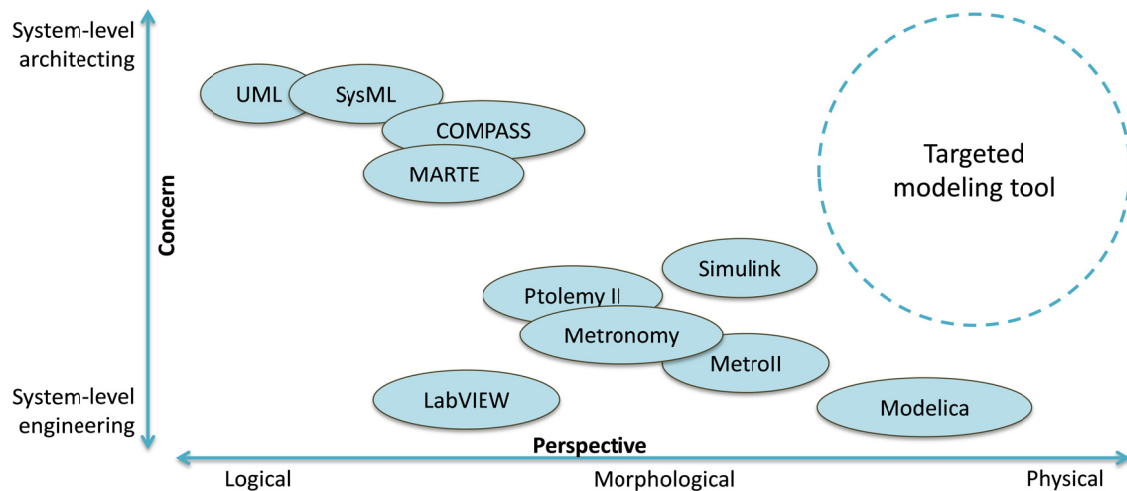 System-level
architecting
UML
SysML
COMPASS
MARTE
Targeted
modeling tool
Concern
Simulink
Ptolemy II
Metronomy
MetroII
LabVIEW
Modelica
System-level
engineering
Perspective
Logical
Morphological
Physical